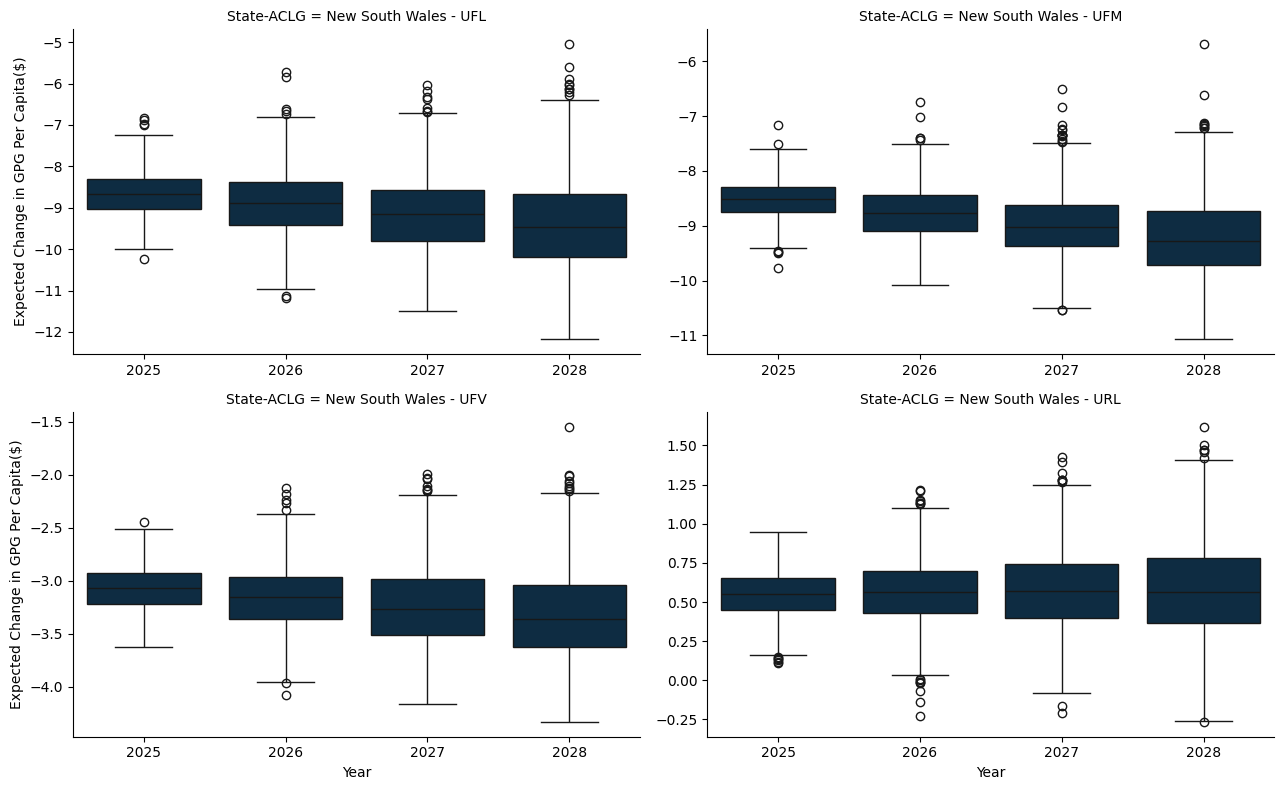 State-ACLG = New South Wales - UFL
Expected Change in GPG Per Capita($)
−5
−6
−7
−8
−9
−10
−11
−12
2025 2026 2027 2028
State-ACLG = New South Wales - UFM
−6
−7
−8
−9
−10
−11
2025 2026 2027 2028
State-ACLG = New South Wales - UFV
Expected Change in GPG Per Capita($)
−1.5
−2.0
−2.5
−3.0
−3.5
−4.0
2025 2026 2027 2028
Year
State-ACLG = New South Wales - URL
1.50
1.25
1.00
0.75
0.50
0.25
0.00
−0.25
2025 2026 2027 2028
Year